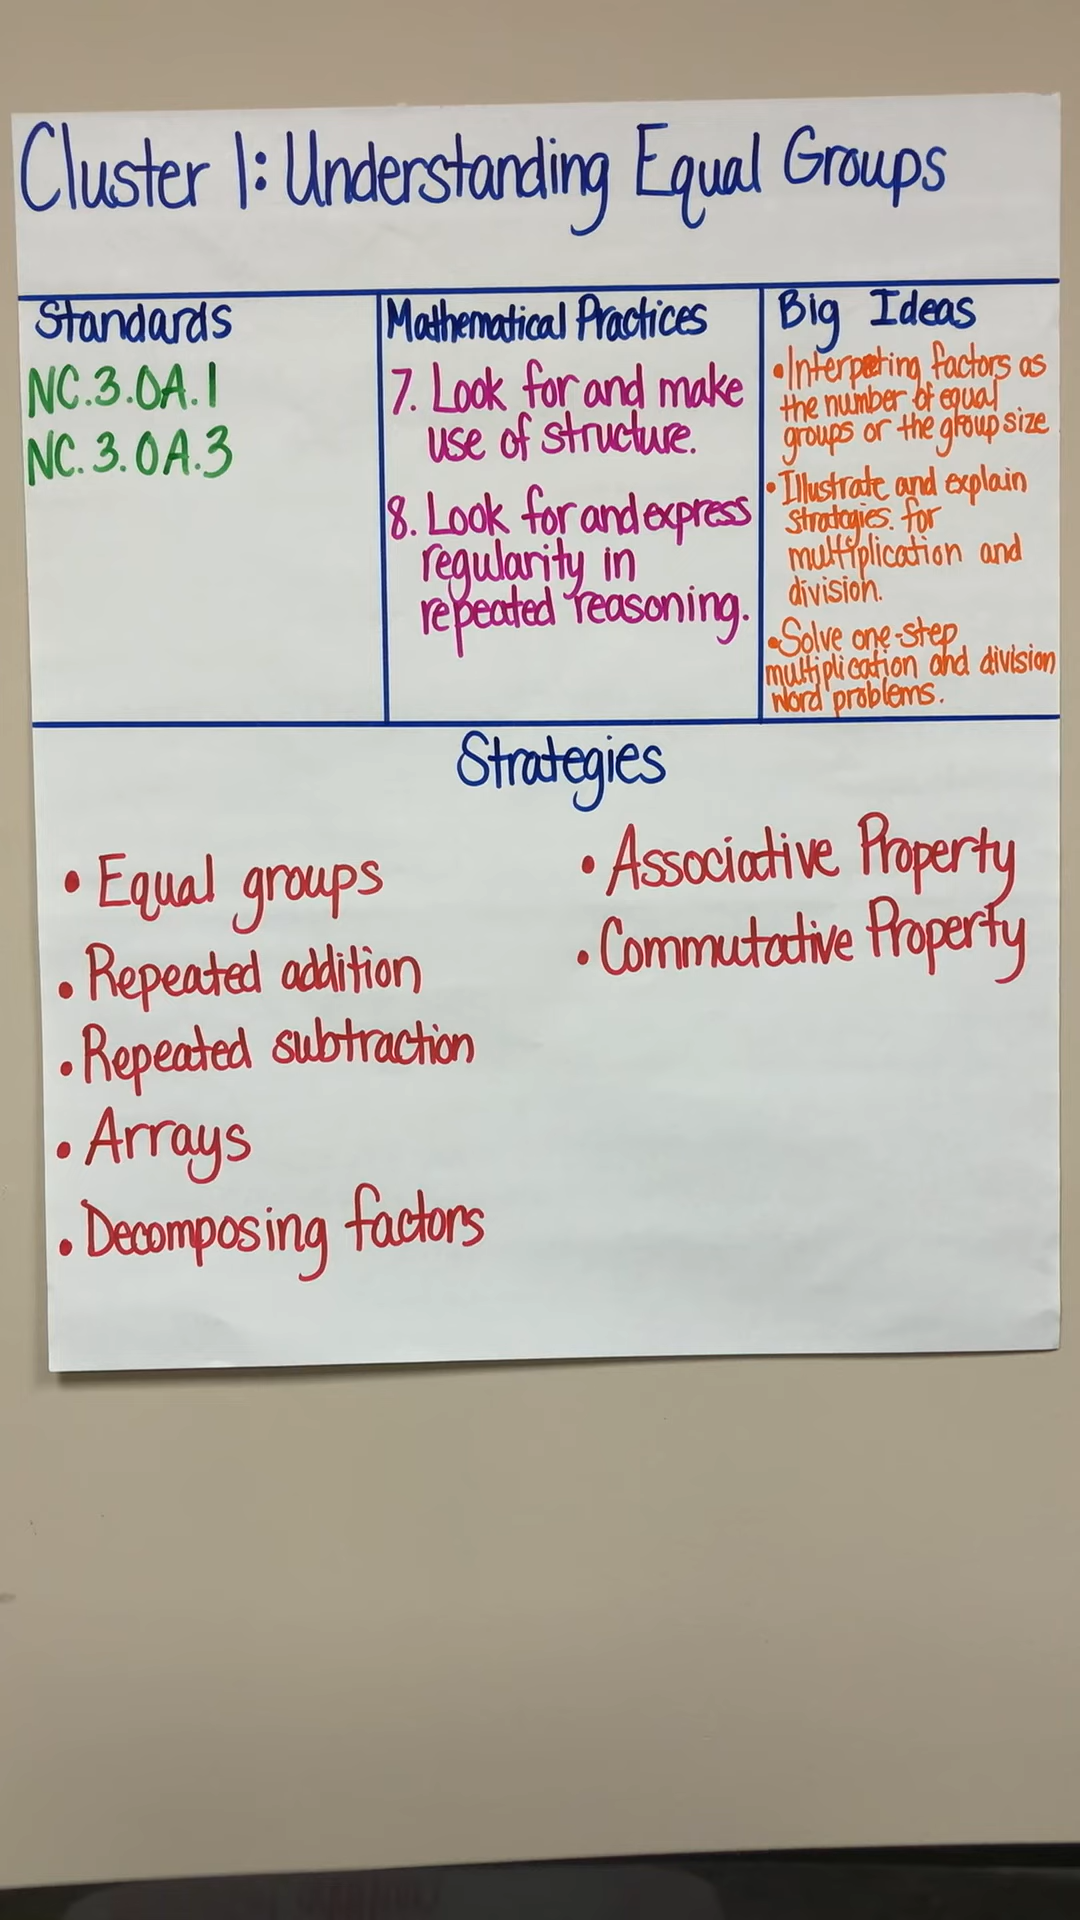 Cluster 1: Understanding Equal Groups
Standards
NC.3.OA.1
NC.3.OA.3
Mathematical Practices
7. Look for and make
use of structure.
8. Look for and express
regularity in
repeated reasoning.
Big Ideas
•Interpreting factors as
the number of equal
groups or the group size
•Illustrate and explain
strategies. for
multiplication and
division.
•Solve one-step
multiplication and division
word problems.
Strategies
• Equal groups
• Repeated addition
• Repeated subtraction
• Arrays
• Decomposing factors
• Associative Property
• Commutative Property